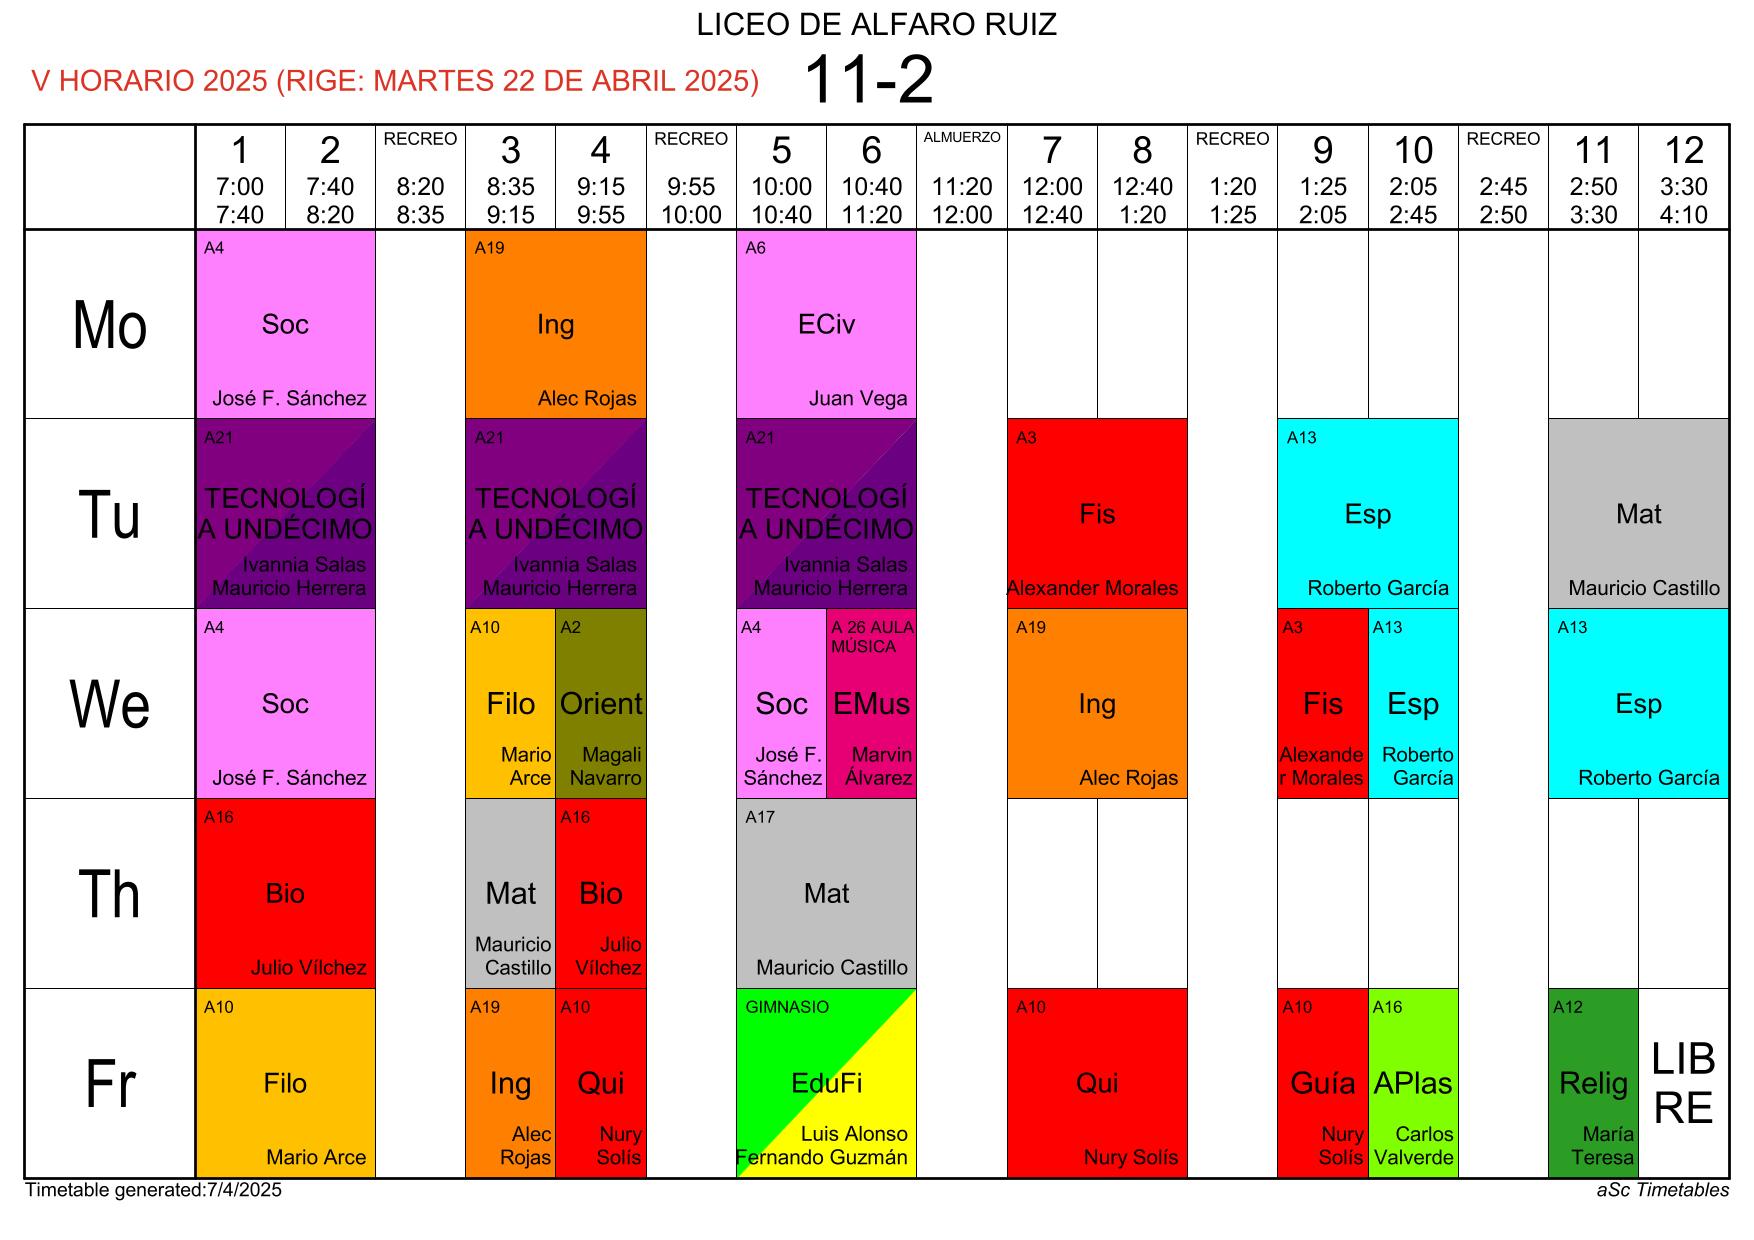 LICEO DE ALFARO RUIZ
V HORARIO 2025 (RIGE: MARTES 22 DE ABRIL 2025)
11-2
1 2 RECREO 3 4 RECREO 5 6 ALMUERZO 7 8 RECREO 9 10 RECREO 11 12
7:00 7:40 8:20 8:35 9:15 9:55 10:00 10:40 11:20 12:00 12:40 1:20 1:25 2:05 2:45 2:50 3:30
7:40 8:20 8:35 9:15 9:55 10:00 10:40 11:20 12:00 12:40 1:20 1:25 2:05 2:45 2:50 3:30 4:10
Mo
A4
Soc
José F. Sánchez
A19
Ing
Alec Rojas
A6
ECiv
Juan Vega
Tu
A21
TECNOLOGÍ
A UNDÉCIMO
Ivannia Salas
Mauricio Herrera
A21
TECNOLOGÍ
A UNDÉCIMO
Ivannia Salas
Mauricio Herrera
A21
TECNOLOGÍ
A UNDÉCIMO
Ivannia Salas
Mauricio Herrera
A3
Fis
Alexander Morales
A13
Esp
Roberto García
Mat
Mauricio Castillo
We
A4
Soc
José F. Sánchez
A10
Filo
Mario
Arce
A2
Orient
Magali
Navarro
A4
Soc
José F.
Sánchez
A 26 AULA
MÚSICA
EMus
Marvin
Álvarez
A19
Ing
Alec Rojas
A3
Fis
Alexande
r Morales
A13
Esp
Roberto
García
A13
Esp
Roberto García
Th
A16
Bio
Julio Vílchez
Mat
Mauricio
Castillo
A16
Bio
Julio
Vílchez
A17
Mat
Mauricio Castillo
Fr
A10
Filo
Mario Arce
A19
Ing
Alec
Rojas
A10
Qui
Nury
Solís
GIMNASIO
EduFi
Luis Alonso
Fernando Guzmán
A10
Qui
Nury Solís
A10
Guía
Nury
Solís
A16
APlas
Carlos
Valverde
A12
Relig
María
Teresa
LIB
RE
Timetable generated:7/4/2025
aSc Timetables